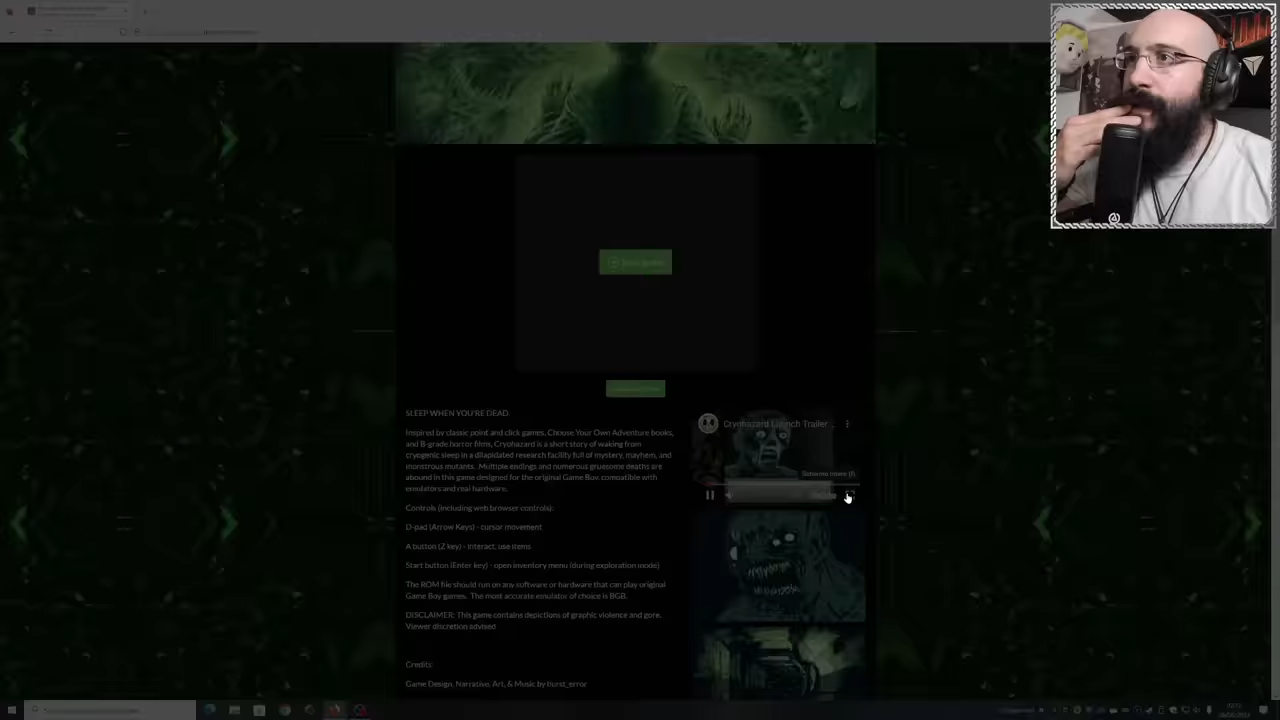 SLEEP WHEN YOU'RE DEAD.
Inspired by classic point and click games, Choose Your Own Adventure books,
and B-grade horror films, Cryohazard is a short story of waking from
cryogenic sleep in a dilapidated research facility full of mystery, mayhem, and
monstrous mutants. Multiple endings and numerous gruesome deaths are
abound in this game designed for the original Game Boy, compatible with
emulators and real hardware.
Controls (including web browser controls):
D-pad (Arrow Keys) - cursor movement
A button (Z key) - interact, use items
Start button (Enter key) - open inventory menu (during exploration mode)
The ROM file should run on any software or hardware that can play original
Game Boy games. The most accurate emulator of choice is BGB.
DISCLAIMER: This game contains depictions of graphic violence and gore.
Viewer discretion advised
Credits:
Game Design, Narrative, Art, & Music by burst_error
Cryohazard Launch Trailer ...